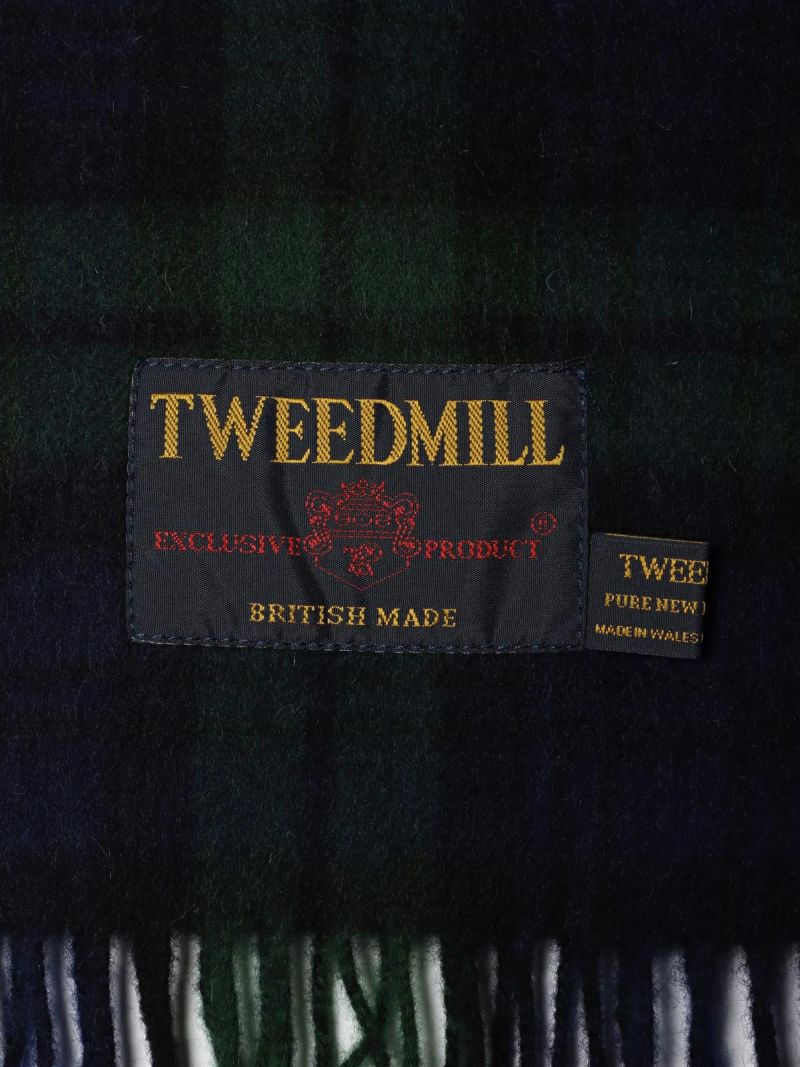 TWEEDMILL
EXCLUSIVE PRODUCT ®
BRITISH MADE
TWEE
PURE NEW
MADE IN WALES